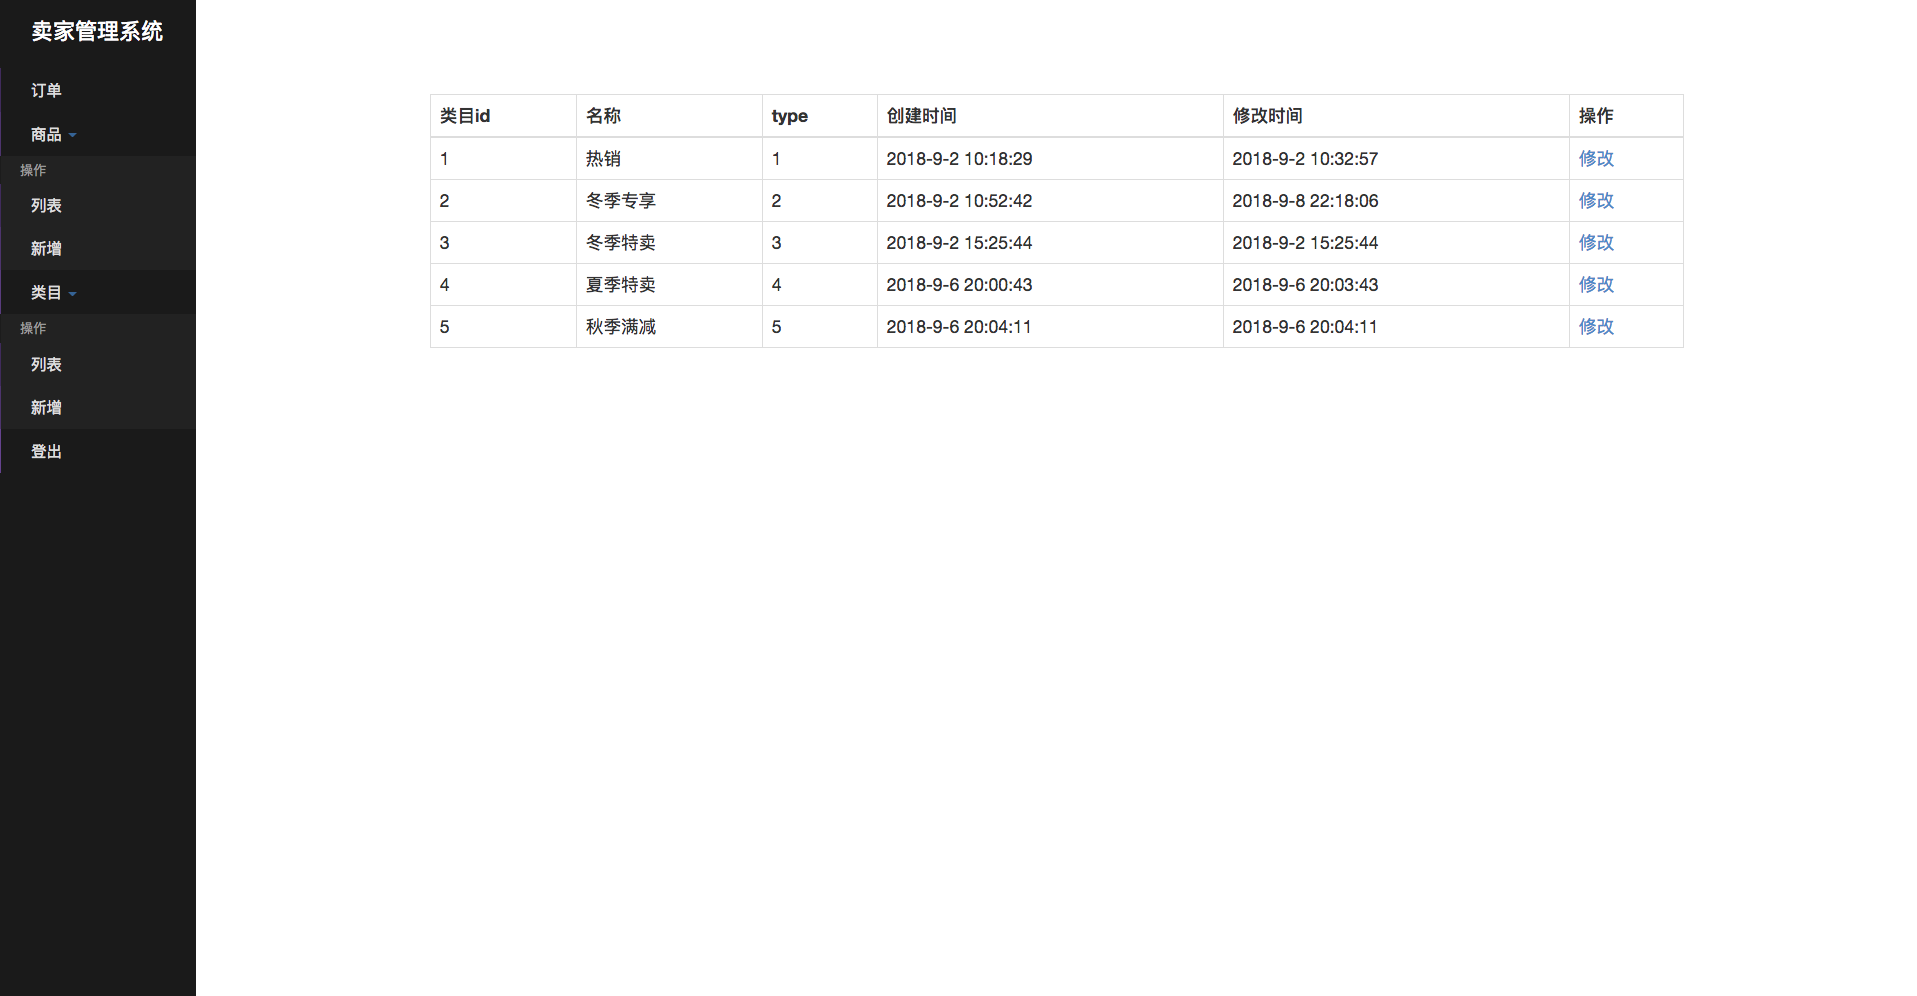 卖家管理系统
订单
商品
操作
列表
新增
类目
操作
列表
新增
登出
类目id 名称 type 创建时间 修改时间 操作
1 热销 1 2018-9-2 10:18:29 2018-9-2 10:32:57 修改
2 冬季专享 2 2018-9-2 10:52:42 2018-9-8 22:18:06 修改
3 冬季特卖 3 2018-9-2 15:25:44 2018-9-2 15:25:44 修改
4 夏季特卖 4 2018-9-6 20:00:43 2018-9-6 20:03:43 修改
5 秋季满减 5 2018-9-6 20:04:11 2018-9-6 20:04:11 修改